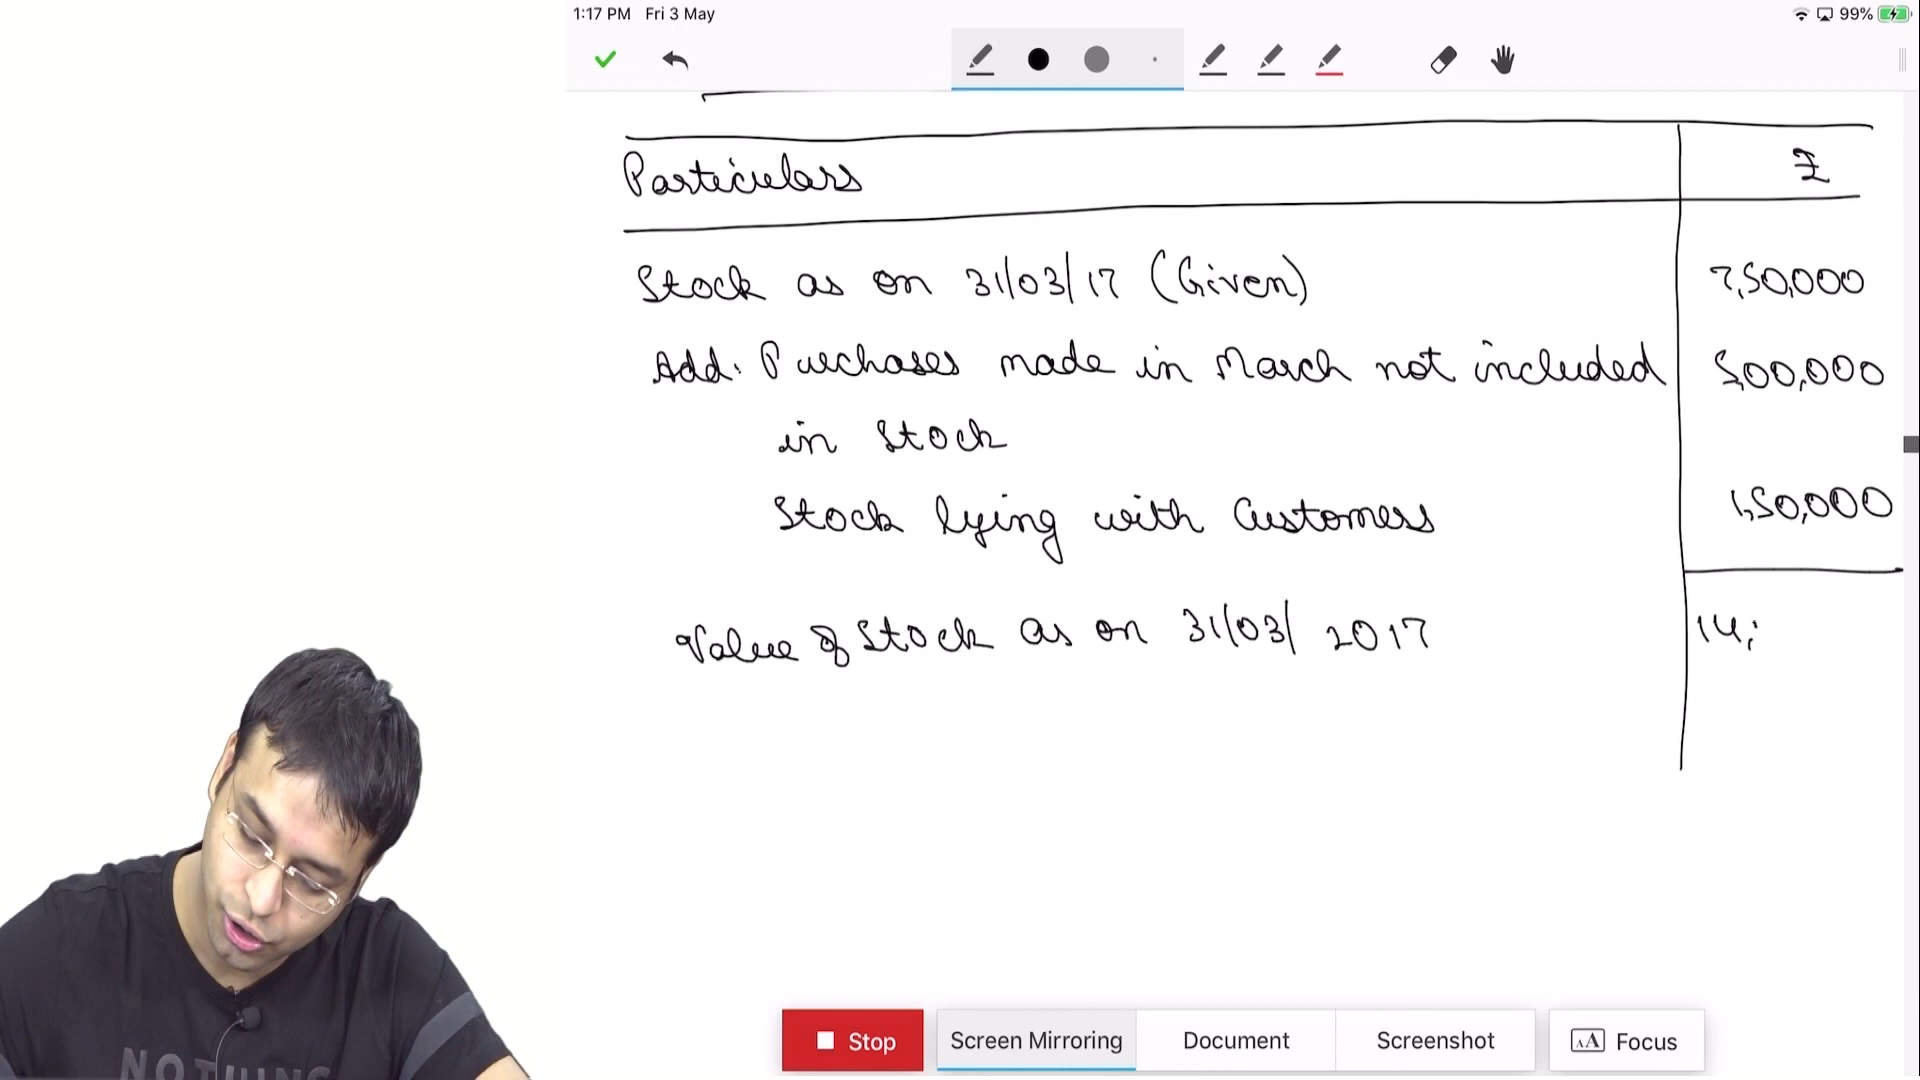 1:17 PM Fri 3 May
99%
Particulars ₹
Stock as on 31/03/17 (Given) 7,50,000
Add: Purchases made in March not included 5,00,000
in Stock
Stock lying with Customers 1,50,000
Value of Stock as on 31/03/2017 14,
NOTHING
Stop Screen Mirroring Document Screenshot AA Focus